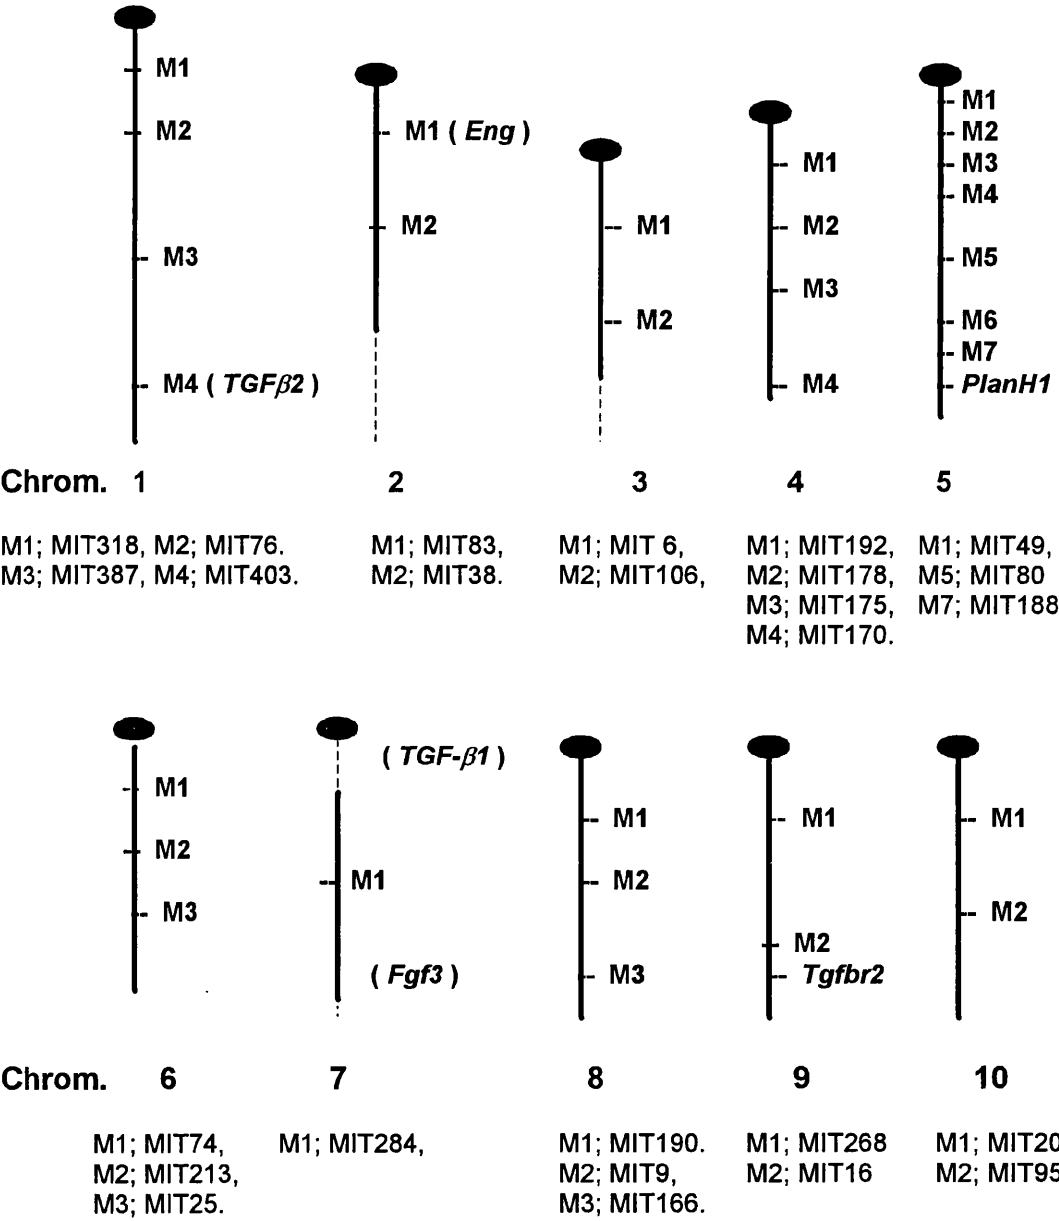 M1
M2
M3
M4 ( TGFβ2 )
M1 ( Eng )
M2
M1
M2
M1
M2
M3
M4
M1
M2
M3
M4
M5
M6
M7
PlanH1
Chrom. 1 2 3 4 5
M1; MIT318, M2; MIT76.
M3; MIT387, M4; MIT403.
M1; MIT83,
M2; MIT38.
M1; MIT 6,
M2; MIT106,
M1; MIT192,
M2; MIT178,
M3; MIT175,
M4; MIT170.
M1; MIT49,
M5; MIT80
M7; MIT188
M1
M2
M3
( TGF-β1 )
M1
( Fgf3 )
M1
M2
M3
M1
M2
Tgfbr2
M1
M2
Chrom. 6 7 8 9 10
M1; MIT74,
M2; MIT213,
M3; MIT25.
M1; MIT284,
M1; MIT190.
M2; MIT9,
M3; MIT166.
M1; MIT268
M2; MIT16
M1; MIT20
M2; MIT95